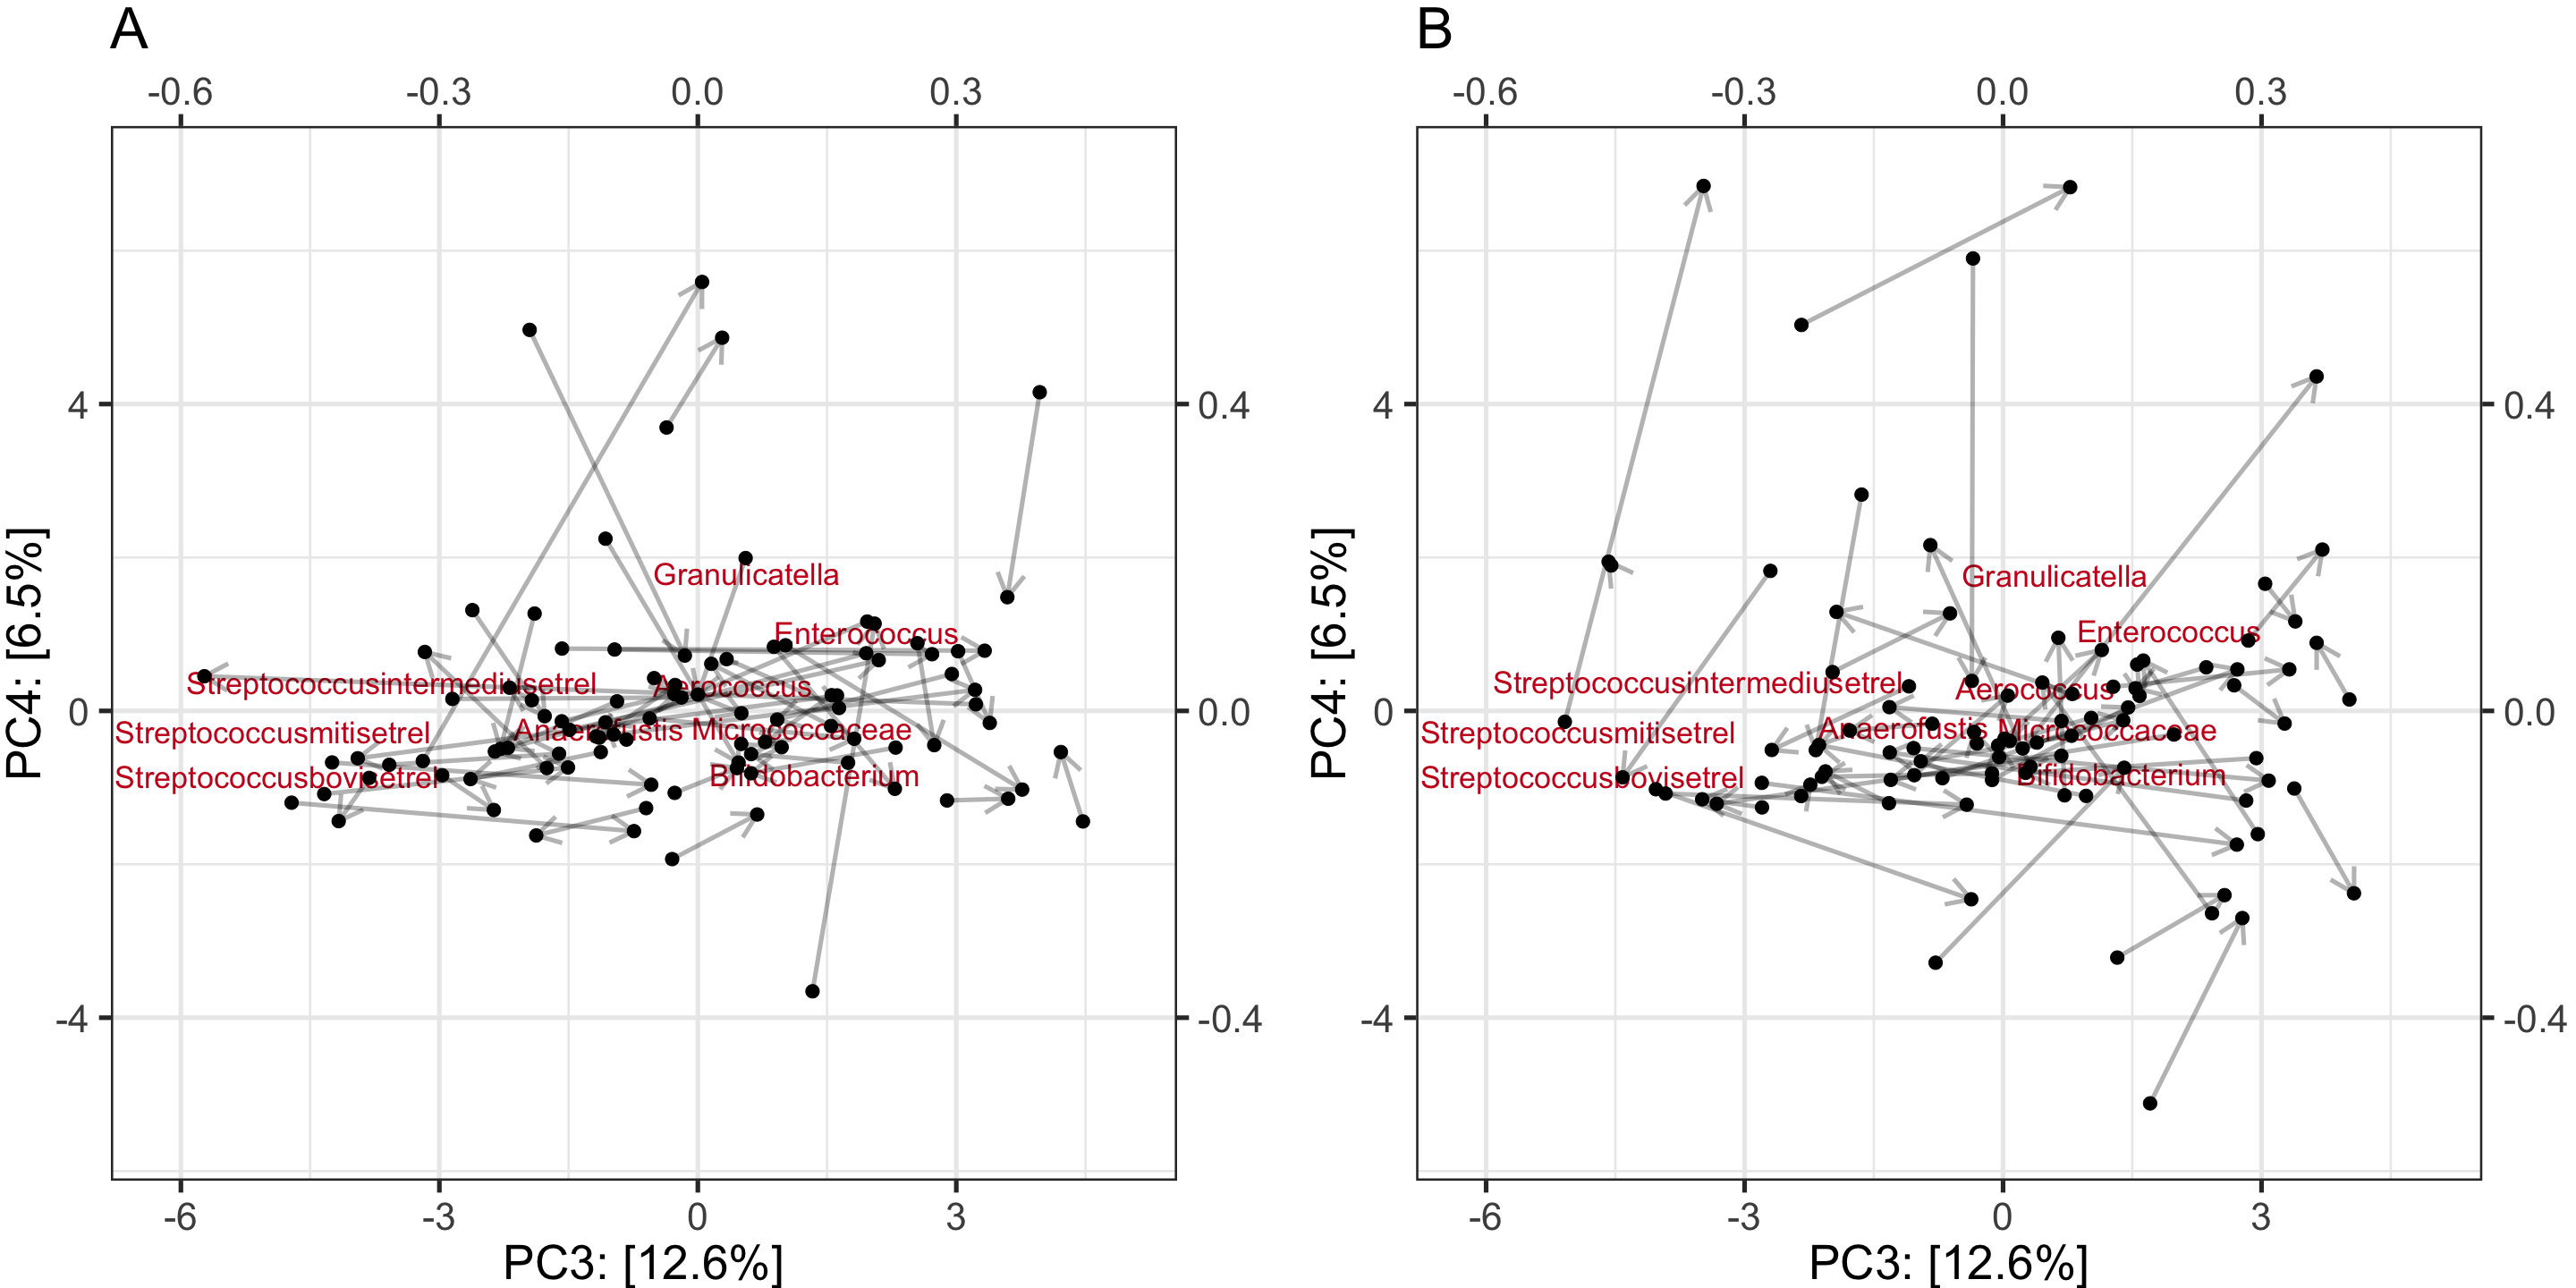 A
B
-0.6 -0.3 0.0 0.3
-0.6 -0.3 0.0 0.3
PC4: [6.5%]
4
0
-4
Granulicatella
Enterococcus
Streptococcusintermediusetrel
Aerococcus
Streptococcusmitisetrel
Anaerofustis
Micrococcaceae
Streptococcusbovisetrel
Bifidobacterium
0.4
0.0
-0.4
-6 -3 0 3
PC3: [12.6%]
PC4: [6.5%]
4
0
-4
Granulicatella
Enterococcus
Streptococcusintermediusetrel
Aerococcus
Streptococcusmitisetrel
Anaerofustis
Micrococcaceae
Streptococcusbovisetrel
Bifidobacterium
0.4
0.0
-0.4
-6 -3 0 3
PC3: [12.6%]